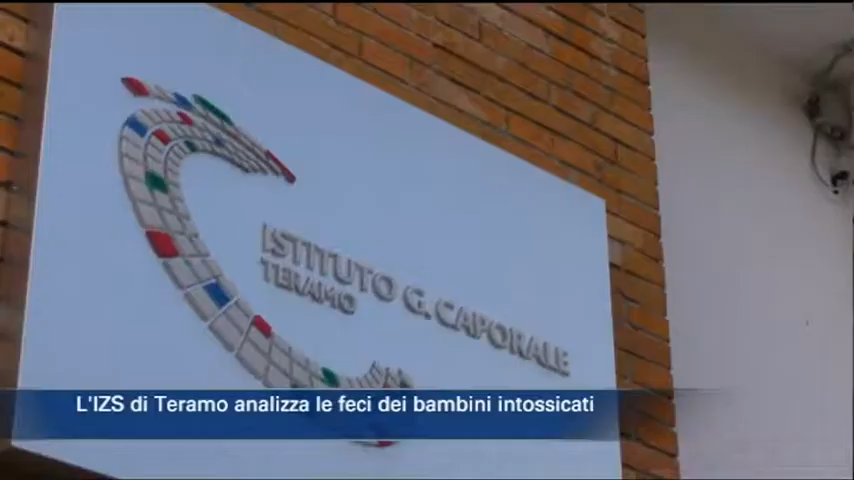 ISTITUTO G. CAPORALE
TERAMO
L'IZS di Teramo analizza le feci dei bambini intossicati